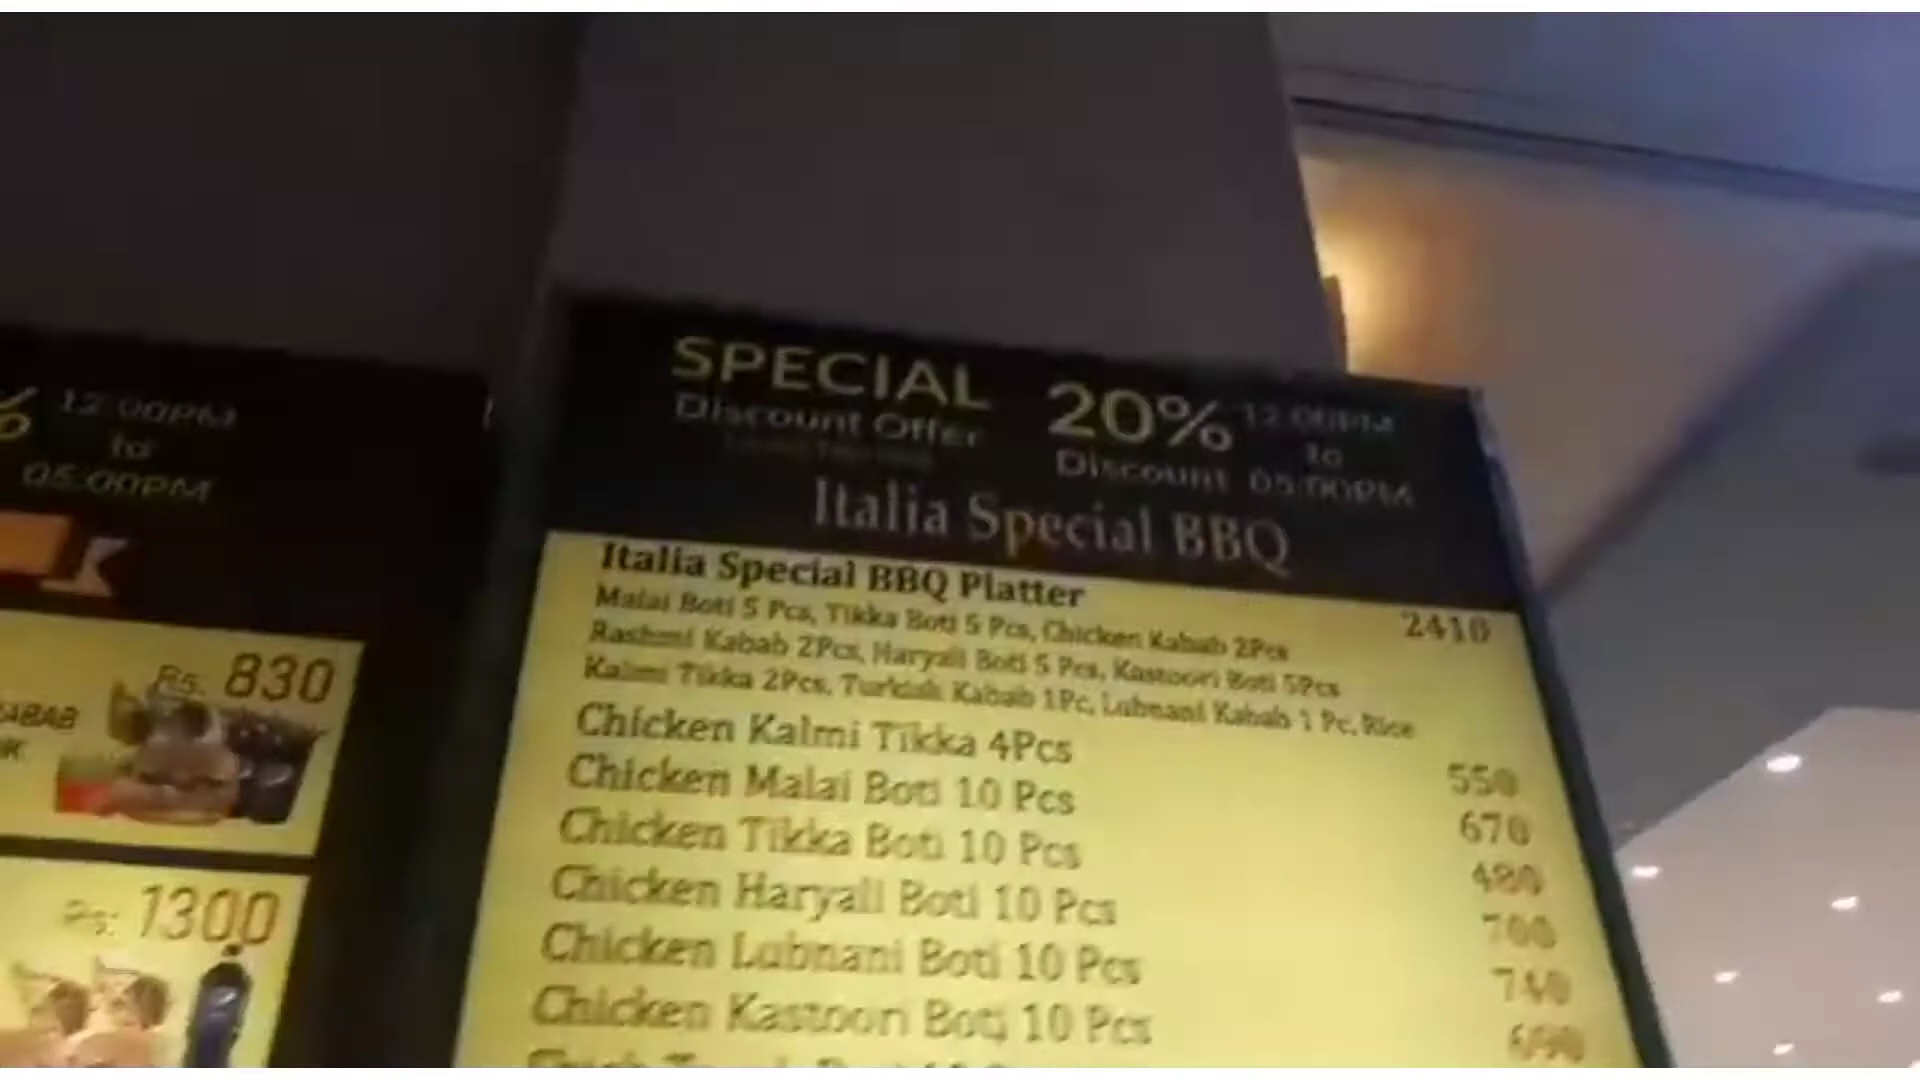 %
12:00PM
to
05:00PM
Rs. 830
KABAB
Rs: 1300
SPECIAL
Discount Offer
20%
Discount
12:00PM
to
05:00PM
Italia Special BBQ
Italia Special BBQ Platter 2410
Malai Boti 5 Pcs, Tikka Boti 5 Pcs, Chicken Kabab 2Pcs
Rashmi Kabab 2Pcs, Haryali Boti 5 Pcs, Kastoori Boti 5Pcs
Kalmi Tikka 2Pcs, Turkish Kabab 1Pc, Lubnani Kabab 1 Pc, Rice
Chicken Kalmi Tikka 4Pcs 550
Chicken Malai Boti 10 Pcs 670
Chicken Tikka Boti 10 Pcs 480
Chicken Haryali Boti 10 Pcs 700
Chicken Lubnani Boti 10 Pcs 740
Chicken Kastoori Boti 10 Pcs 690